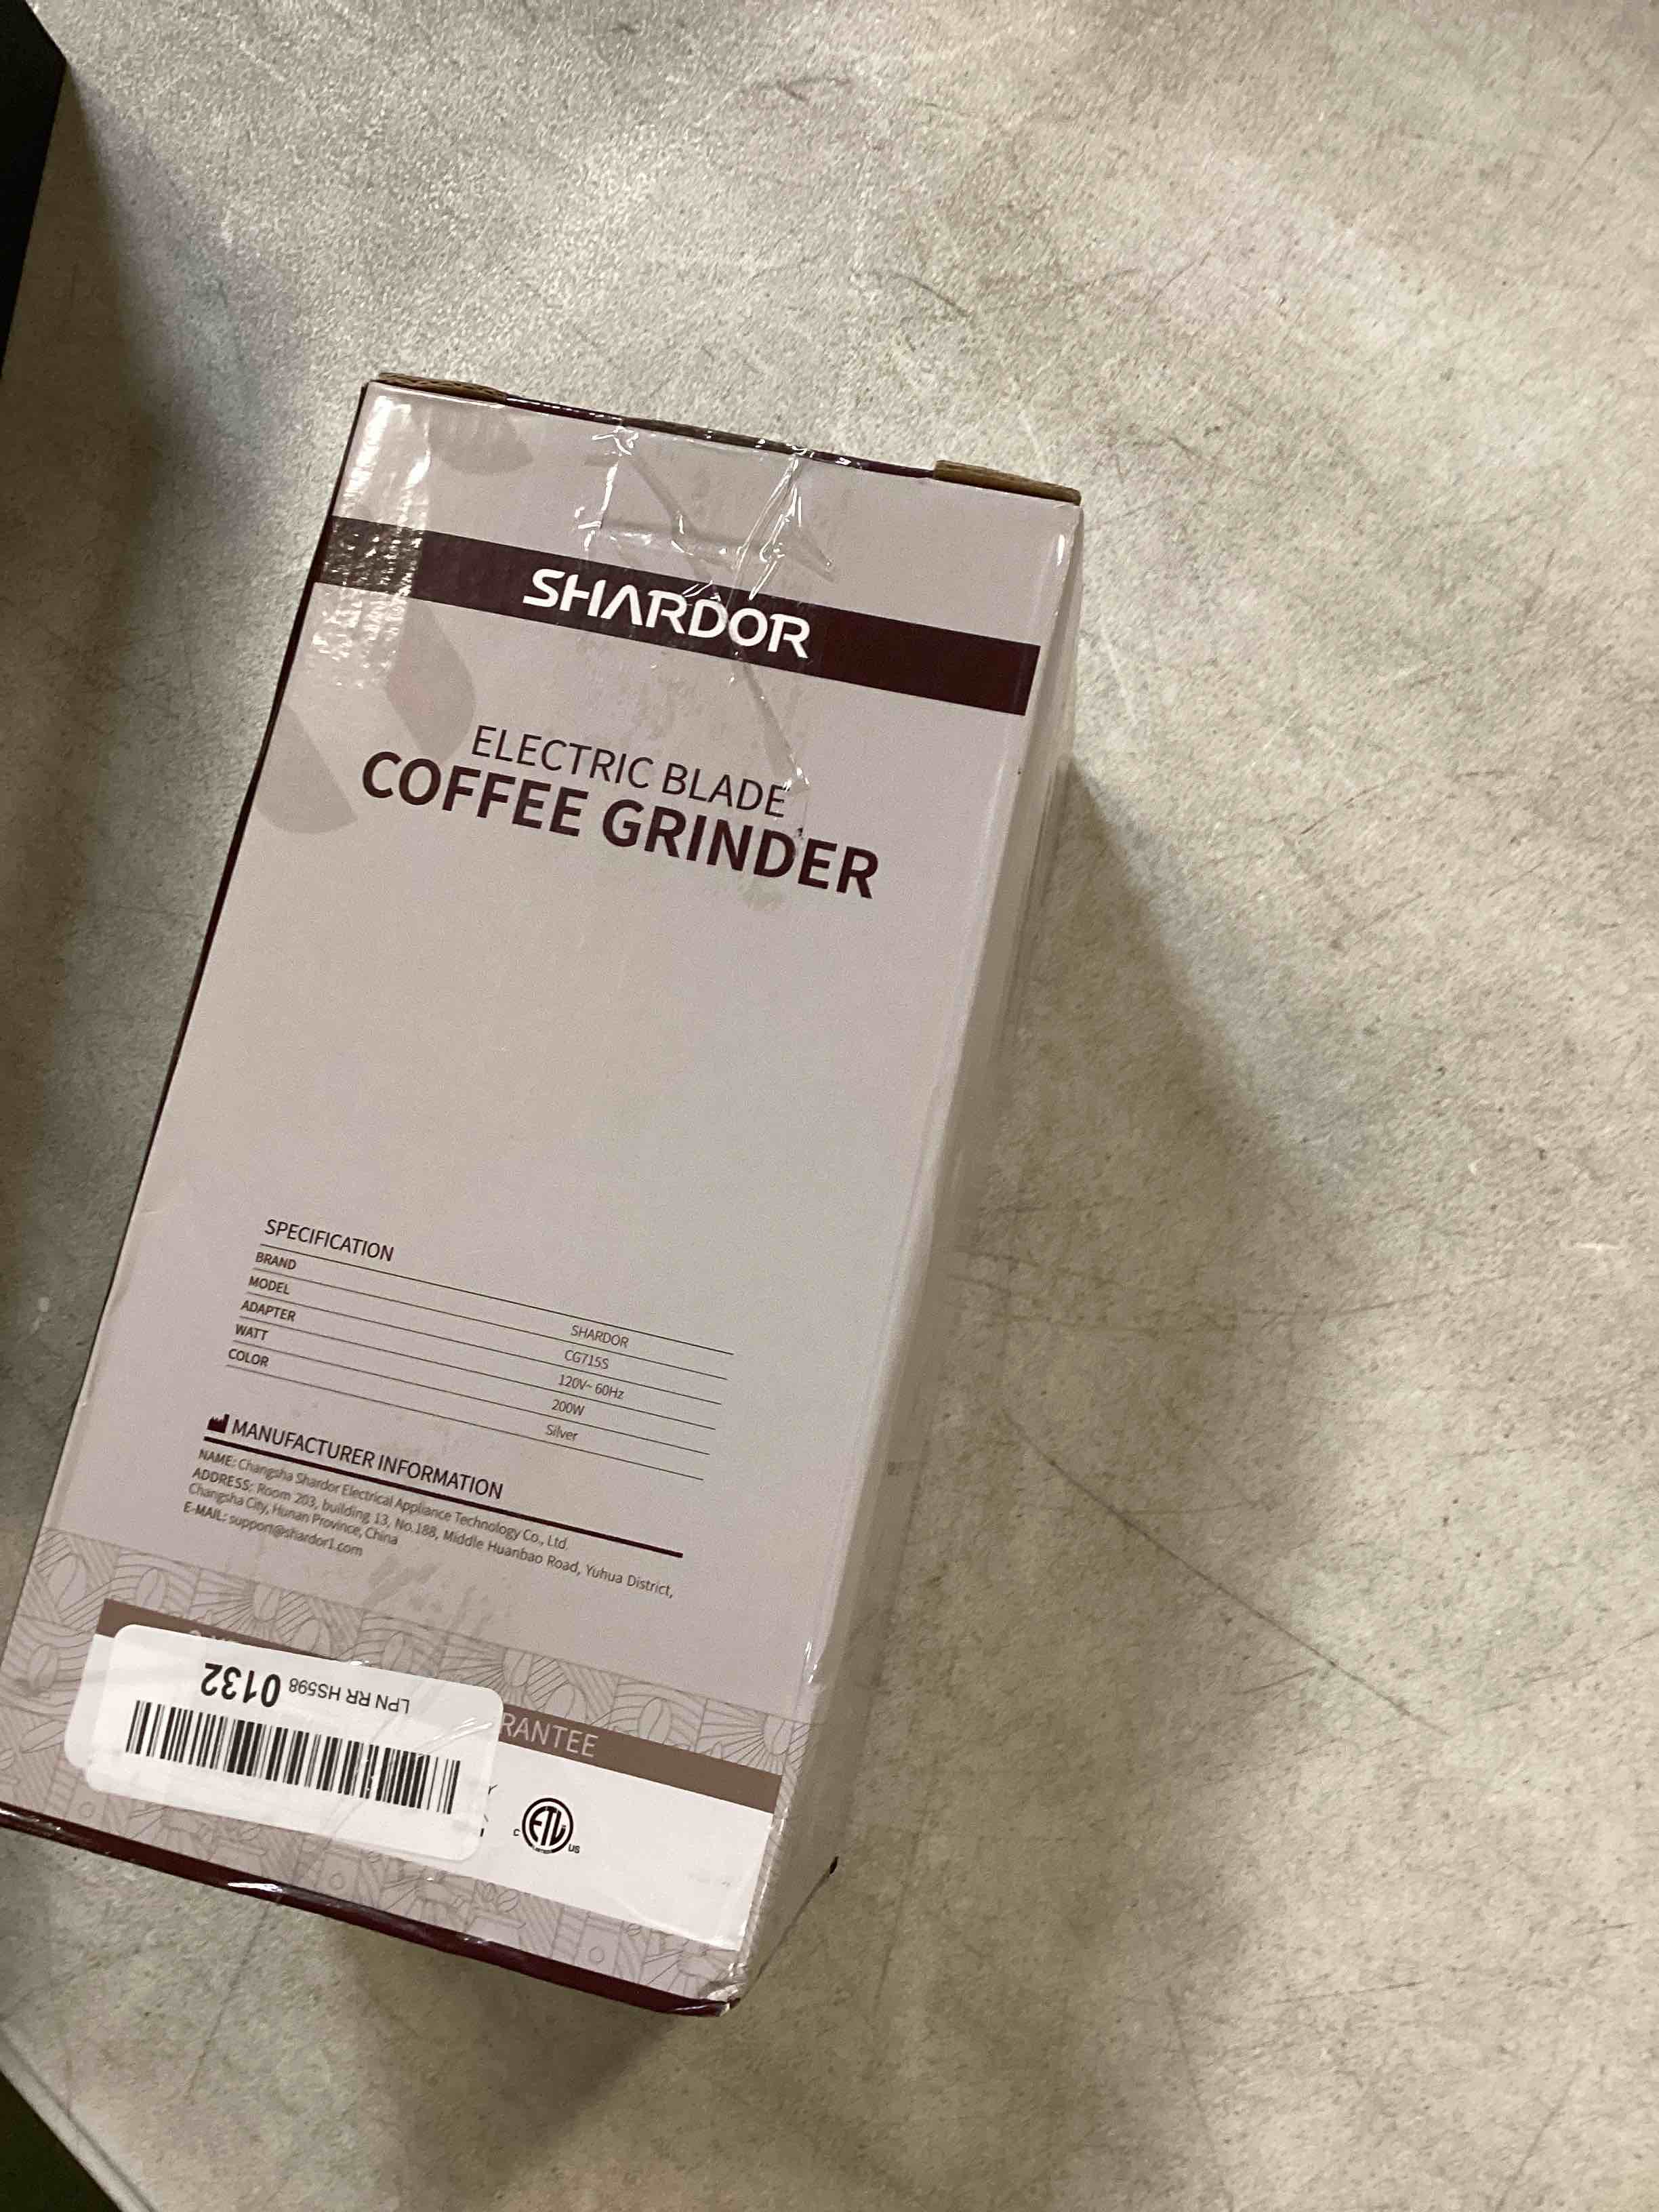 SHARDOR
ELECTRIC BLADE
COFFEE GRINDER
SPECIFICATION
BRAND SHARDOR
MODEL CG715S
ADAPTER 120V~ 60Hz
WATT 200W
COLOR Silver
MANUFACTURER INFORMATION
NAME: Changsha Shardor Electrical Appliance Technology Co., Ltd.
ADDRESS: Room 203, building 13, No.188, Middle Huanbao Road, Yuhua District,
Changsha City, Hunan Province, China
E-MAIL: support@shardor1.com
RANTEE
LPN RR HS598 0132
C ETL US